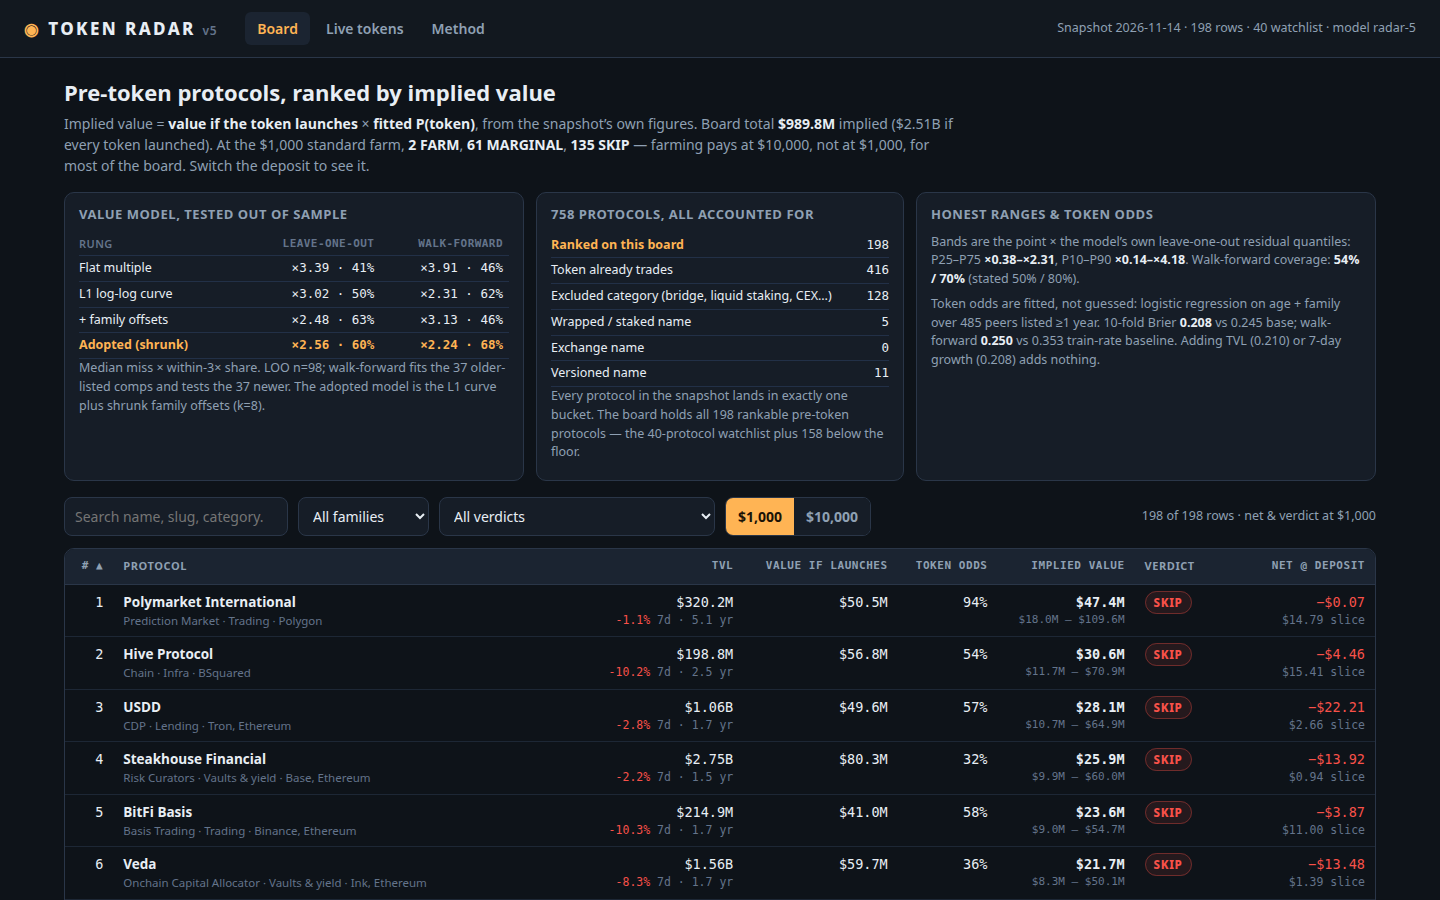 ◉ TOKEN RADAR v5 Board Live tokens Method Snapshot 2026-11-14 · 198 rows · 40 watchlist · model radar-5
Pre-token protocols, ranked by implied value
Implied value = value if the token launches × fitted P(token), from the snapshot's own figures. Board total $989.8M implied ($2.51B if
every token launched). At the $1,000 standard farm, 2 FARM, 61 MARGINAL, 135 SKIP — farming pays at $10,000, not at $1,000, for
most of the board. Switch the deposit to see it.
VALUE MODEL, TESTED OUT OF SAMPLE
RUNG LEAVE-ONE-OUT WALK-FORWARD
Flat multiple ×3.39 · 41% ×3.91 · 46%
L1 log-log curve ×3.02 · 50% ×2.31 · 62%
+ family offsets ×2.48 · 63% ×3.13 · 46%
Adopted (shrunk) ×2.56 · 60% ×2.24 · 68%
Median miss × within-3× share. LOO n=98; walk-forward fits the 37 older-
listed comps and tests the 37 newer. The adopted model is the L1 curve
plus shrunk family offsets (k=8).
758 PROTOCOLS, ALL ACCOUNTED FOR
Ranked on this board 198
Token already trades 416
Excluded category (bridge, liquid staking, CEX…) 128
Wrapped / staked name 5
Exchange name 0
Versioned name 11
Every protocol in the snapshot lands in exactly one
bucket. The board holds all 198 rankable pre-token
protocols — the 40-protocol watchlist plus 158 below the
floor.
HONEST RANGES & TOKEN ODDS
Bands are the point × the model's own leave-one-out residual quantiles:
P25–P75 ×0.38–×2.31, P10–P90 ×0.14–×4.18. Walk-forward coverage: 54%
/ 70% (stated 50% / 80%).
Token odds are fitted, not guessed: logistic regression on age + family
over 485 peers listed ≥1 year. 10-fold Brier 0.208 vs 0.245 base; walk-
forward 0.250 vs 0.353 train-rate baseline. Adding TVL (0.210) or 7-day
growth (0.208) adds nothing.
Search name, slug, category. All families All verdicts $1,000 $10,000 198 of 198 rows · net & verdict at $1,000
# ▲ PROTOCOL TVL VALUE IF LAUNCHES TOKEN ODDS IMPLIED VALUE VERDICT NET @ DEPOSIT
1 Polymarket International $320.2M $50.5M 94% $47.4M SKIP −$0.07
Prediction Market · Trading · Polygon -1.1% 7d · 5.1 yr $18.0M — $109.6M $14.79 slice
2 Hive Protocol $198.8M $56.8M 54% $30.6M SKIP −$4.46
Chain · Infra · BSquared -10.2% 7d · 2.5 yr $11.7M — $70.9M $15.41 slice
3 USDD $1.06B $49.6M 57% $28.1M SKIP −$22.21
CDP · Lending · Tron, Ethereum -2.8% 7d · 1.7 yr $10.7M — $64.9M $2.66 slice
4 Steakhouse Financial $2.75B $80.3M 32% $25.9M SKIP −$13.92
Risk Curators · Vaults & yield · Base, Ethereum -2.2% 7d · 1.5 yr $9.9M — $60.0M $0.94 slice
5 BitFi Basis $214.9M $41.0M 58% $23.6M SKIP −$3.87
Basis Trading · Trading · Binance, Ethereum -10.3% 7d · 1.7 yr $9.0M — $54.7M $11.00 slice
6 Veda $1.56B $59.7M 36% $21.7M SKIP −$13.48
Onchain Capital Allocator · Vaults & yield · Ink, Ethereum -8.3% 7d · 1.7 yr $8.3M — $50.1M $1.39 slice